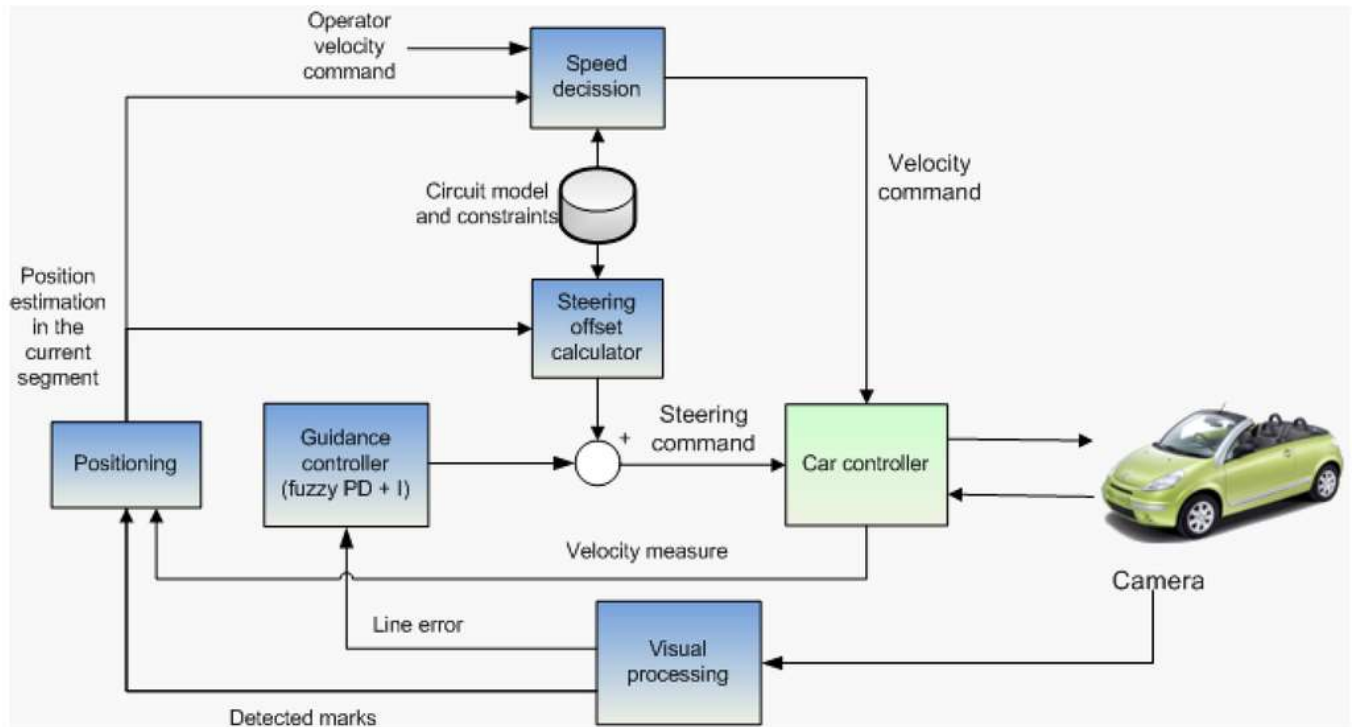 Operator
velocity
command
Speed
decission
Velocity
command
Circuit model
and constraints
Position
estimation
in the
current
segment
Steering
offset
calculator
Positioning
Guidance
controller
(fuzzy PD + I)
+
Steering
command
Car controller
Velocity measure
Camera
Line error
Visual
processing
Detected marks